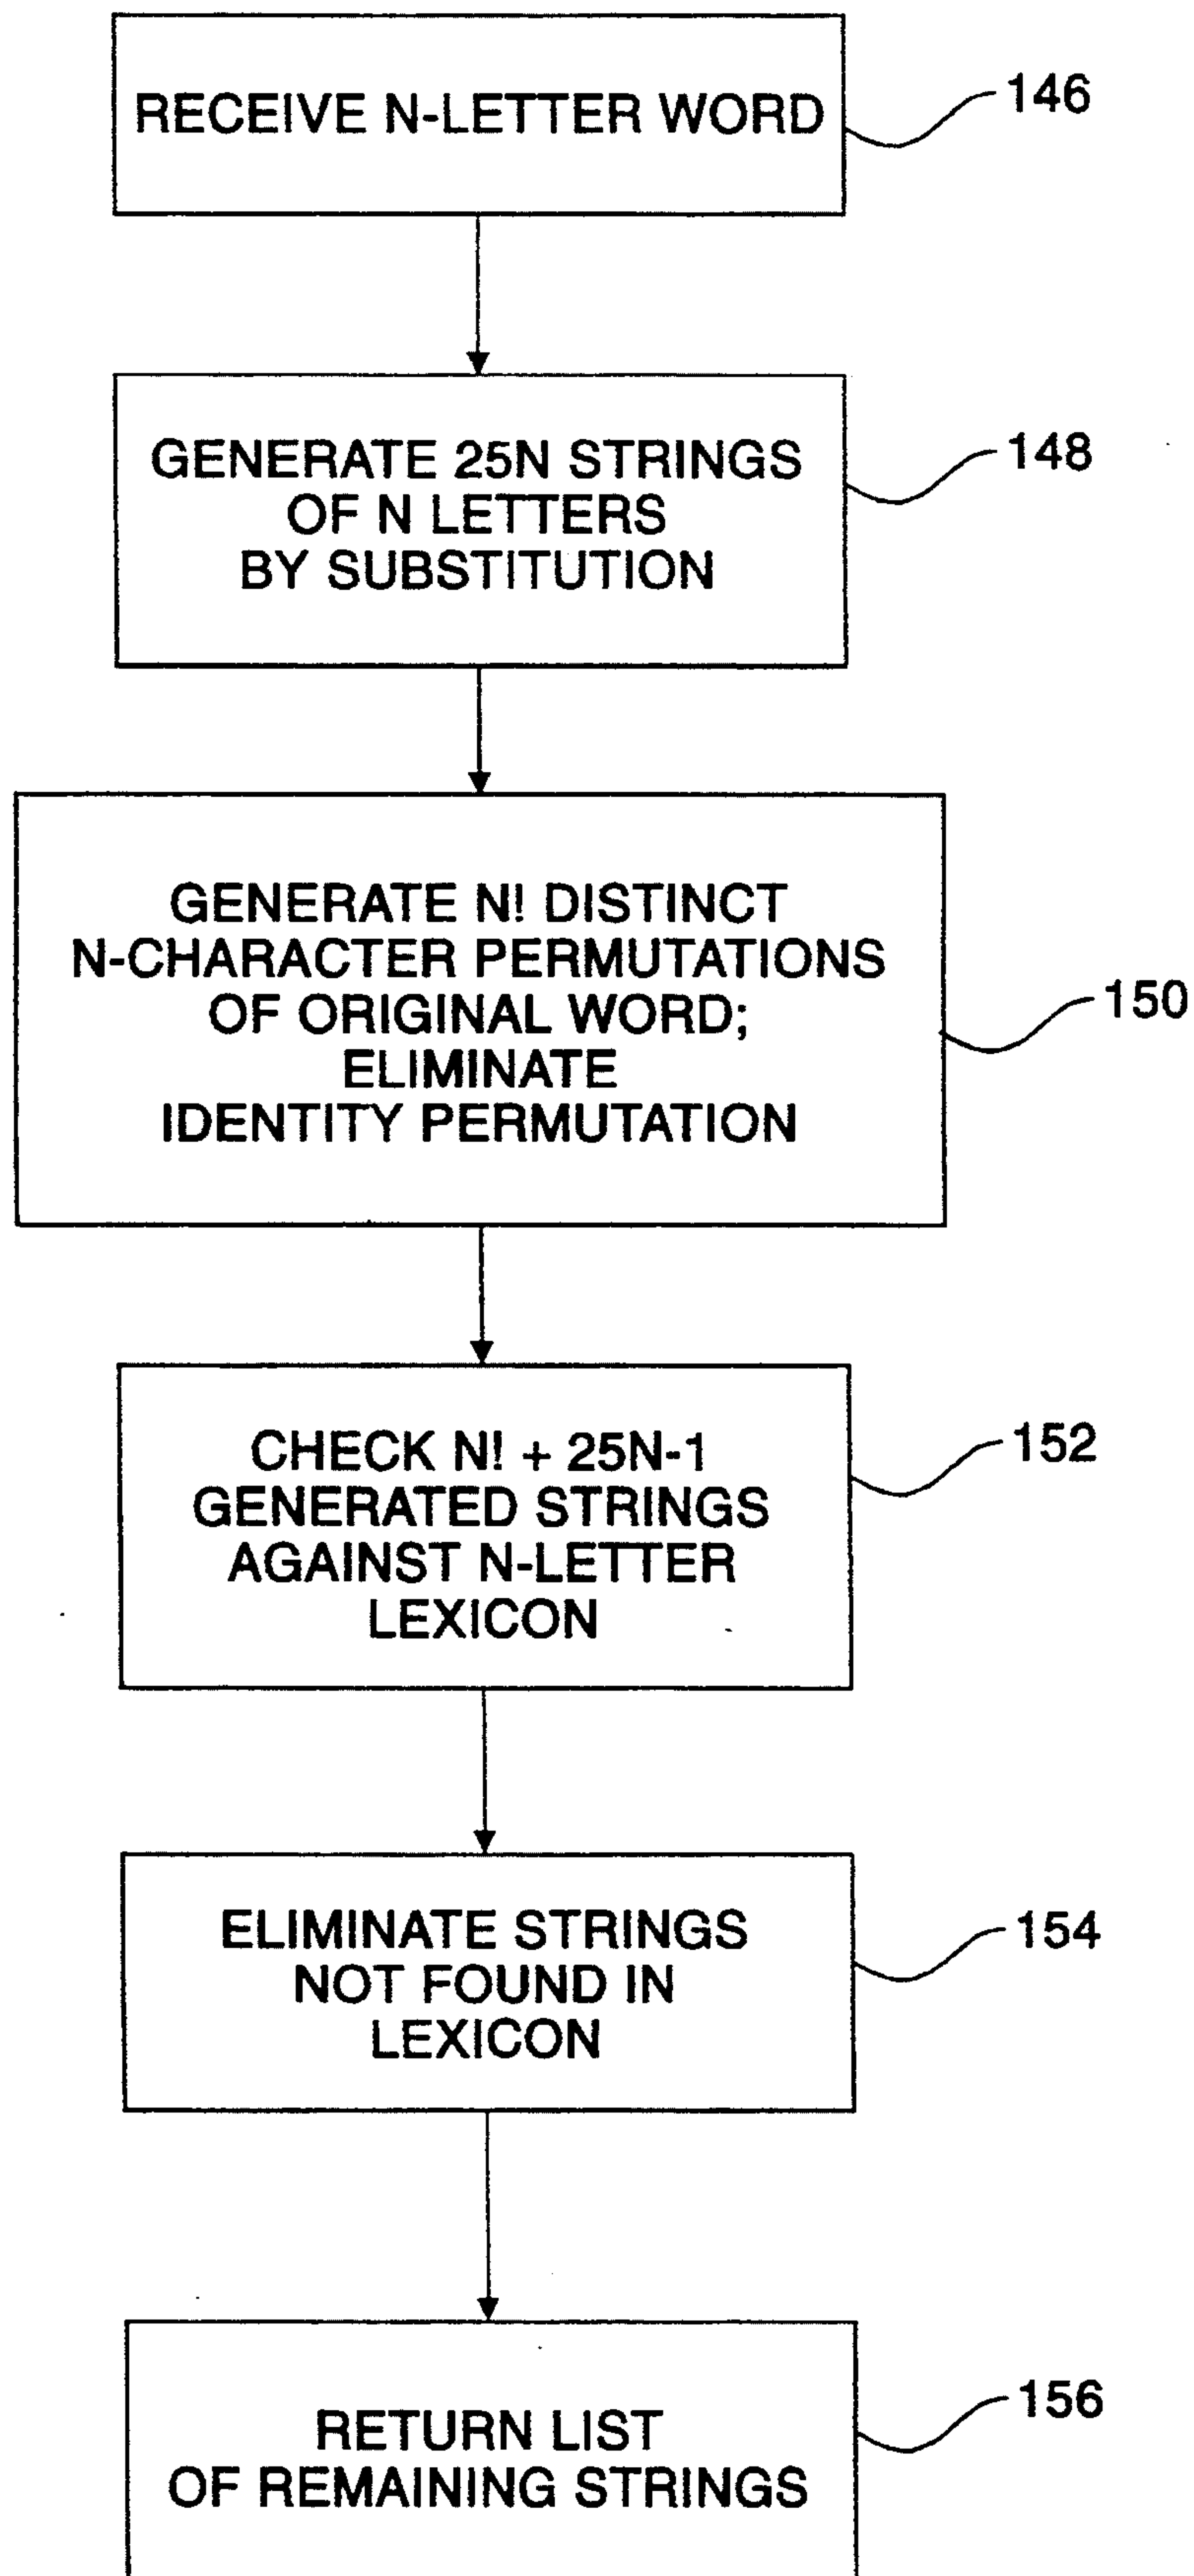 RECEIVE N-LETTER WORD
146
GENERATE 25N STRINGS
OF N LETTERS
BY SUBSTITUTION
148
GENERATE N! DISTINCT
N-CHARACTER PERMUTATIONS
OF ORIGINAL WORD;
ELIMINATE
IDENTITY PERMUTATION
150
CHECK N! + 25N-1
GENERATED STRINGS
AGAINST N-LETTER
LEXICON
152
ELIMINATE STRINGS
NOT FOUND IN
LEXICON
154
RETURN LIST
OF REMAINING STRINGS
156